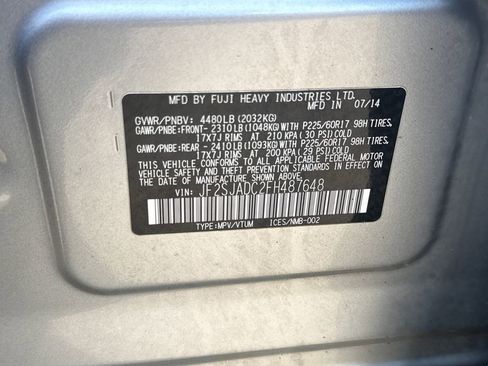 MFD BY FUJI HEAVY INDUSTRIES LTD.
MFD IN 07/14
GVWR/PNBV: 4480LB (2032KG)
GAWR/PNBE:FRONT- 2310LB (1048KG)WITH P225/60R17 98H TIRES.
17X7J RIMS AT 210 KPA (30 PSI)COLD
GAWR/PNBE:REAR - 2410LB (1093KG)WITH P225/60R17 98H TIRES.
17X7J RIMS AT 200 KPA (29 PSI)COLD
THIS VEHICLE CONFORMS TO ALL APPLICABLE FEDERAL MOTOR
VEHICLE SAFETY STANDARDS IN EFFECT ON THE
DATE OF MANUFACTURE SHOWN ABOVE.
VIN: JF2SJADC2FH487648
TYPE:MPV/VTUM ICES/NMB-002